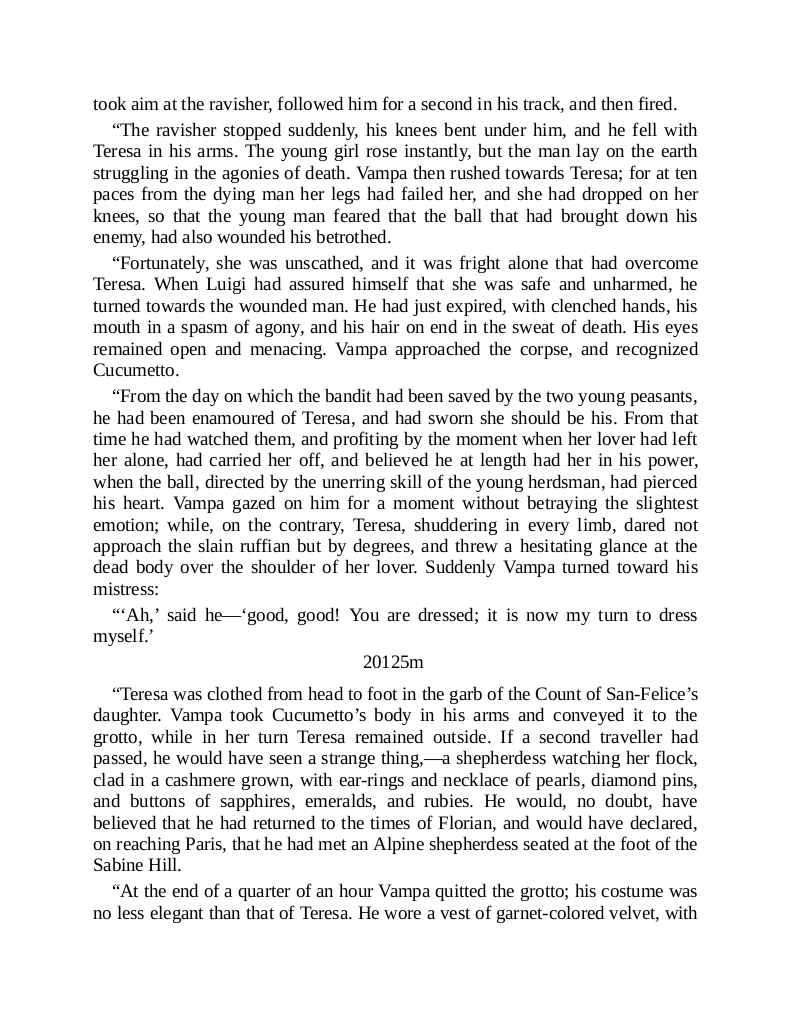 took aim at the ravisher, followed him for a second in his track, and then fired.
“The ravisher stopped suddenly, his knees bent under him, and he fell with
Teresa in his arms. The young girl rose instantly, but the man lay on the earth
struggling in the agonies of death. Vampa then rushed towards Teresa; for at ten
paces from the dying man her legs had failed her, and she had dropped on her
knees, so that the young man feared that the ball that had brought down his
enemy, had also wounded his betrothed.
“Fortunately, she was unscathed, and it was fright alone that had overcome
Teresa. When Luigi had assured himself that she was safe and unharmed, he
turned towards the wounded man. He had just expired, with clenched hands, his
mouth in a spasm of agony, and his hair on end in the sweat of death. His eyes
remained open and menacing. Vampa approached the corpse, and recognized
Cucumetto.
“From the day on which the bandit had been saved by the two young peasants,
he had been enamoured of Teresa, and had sworn she should be his. From that
time he had watched them, and profiting by the moment when her lover had left
her alone, had carried her off, and believed he at length had her in his power,
when the ball, directed by the unerring skill of the young herdsman, had pierced
his heart. Vampa gazed on him for a moment without betraying the slightest
emotion; while, on the contrary, Teresa, shuddering in every limb, dared not
approach the slain ruffian but by degrees, and threw a hesitating glance at the
dead body over the shoulder of her lover. Suddenly Vampa turned toward his
mistress:
“‘Ah,’ said he—‘good, good! You are dressed; it is now my turn to dress
myself.’
20125m
“Teresa was clothed from head to foot in the garb of the Count of San-Felice’s
daughter. Vampa took Cucumetto’s body in his arms and conveyed it to the
grotto, while in her turn Teresa remained outside. If a second traveller had
passed, he would have seen a strange thing,—a shepherdess watching her flock,
clad in a cashmere grown, with ear-rings and necklace of pearls, diamond pins,
and buttons of sapphires, emeralds, and rubies. He would, no doubt, have
believed that he had returned to the times of Florian, and would have declared,
on reaching Paris, that he had met an Alpine shepherdess seated at the foot of the
Sabine Hill.
“At the end of a quarter of an hour Vampa quitted the grotto; his costume was
no less elegant than that of Teresa. He wore a vest of garnet-colored velvet, with